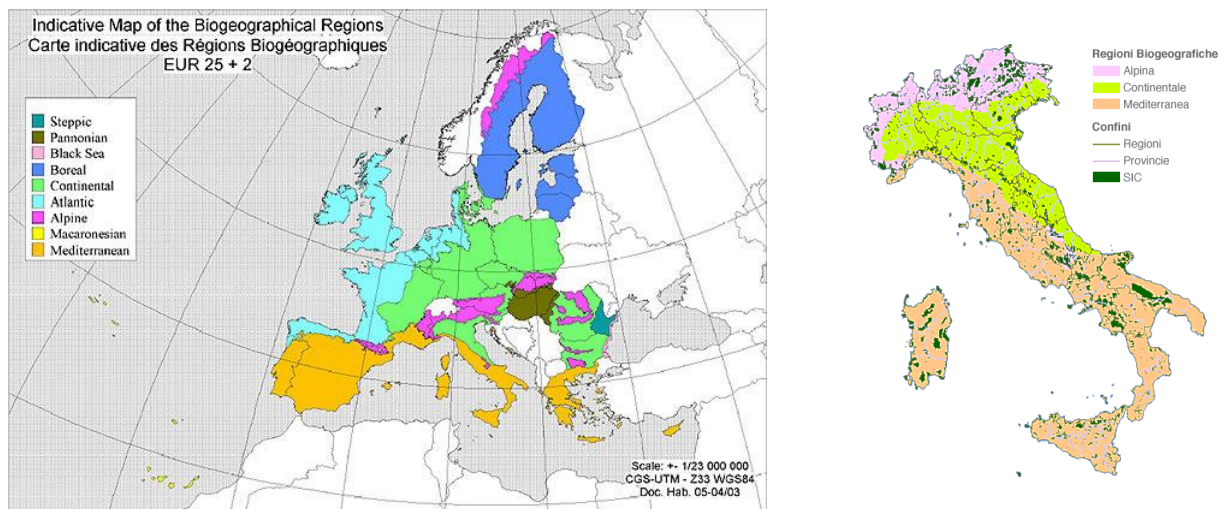 Indicative Map of the Biogeographical Regions
Carte indicative des Régions Biogéographiques
EUR 25 + 2
Steppic
Pannonian
Black Sea
Boreal
Continental
Atlantic
Alpine
Macaronesian
Mediterranean
Scale: +- 1/23 000 000
CGS-UTM - Z33 WGS84
Doc. Hab. 05-04/03
Regioni Biogeografiche
Alpina
Continentale
Mediterranea
Confini
Regioni
Provincie
SIC